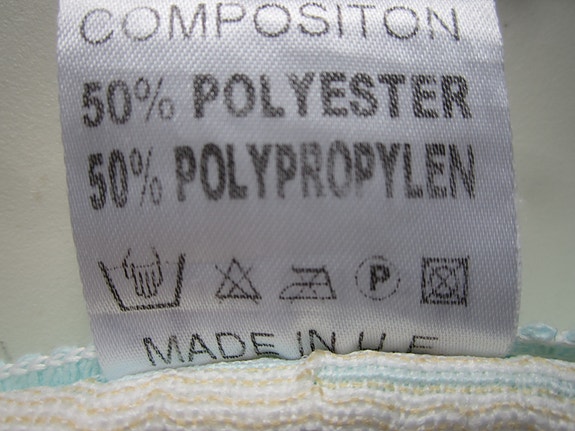 COMPOSITON
50% POLYESTER
50% POLYPROPYLEN
P
MADE IN U.E